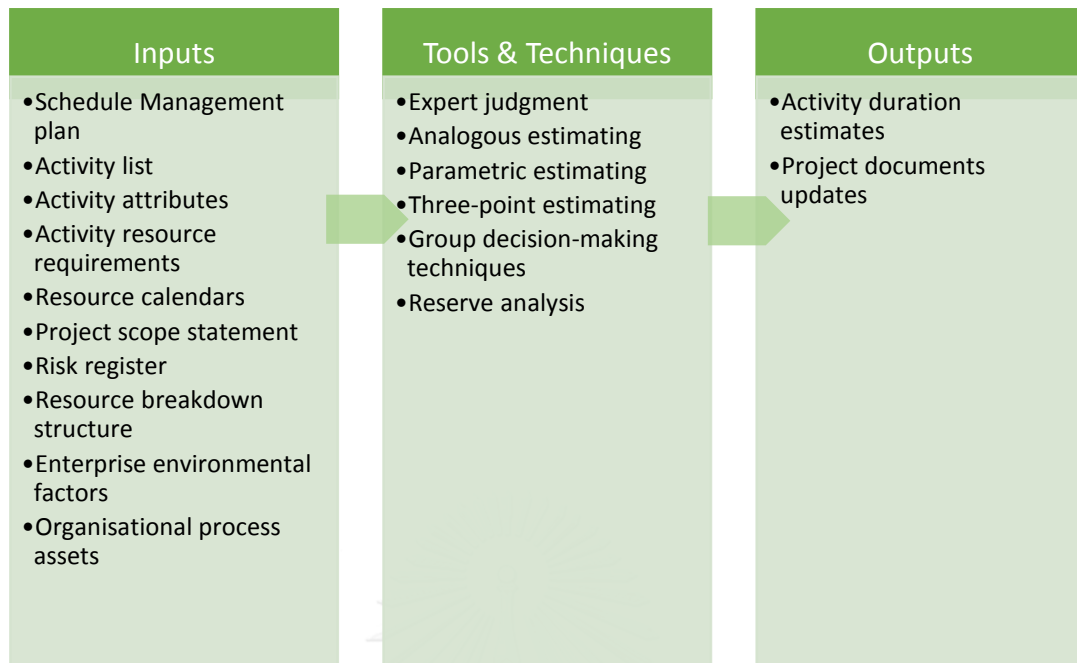 Inputs
•Schedule Management
plan
•Activity list
•Activity attributes
•Activity resource
requirements
•Resource calendars
•Project scope statement
•Risk register
•Resource breakdown
structure
•Enterprise environmental
factors
•Organisational process
assets
Tools & Techniques
•Expert judgment
•Analogous estimating
•Parametric estimating
•Three-point estimating
•Group decision-making
techniques
•Reserve analysis
Outputs
•Activity duration
estimates
•Project documents
updates